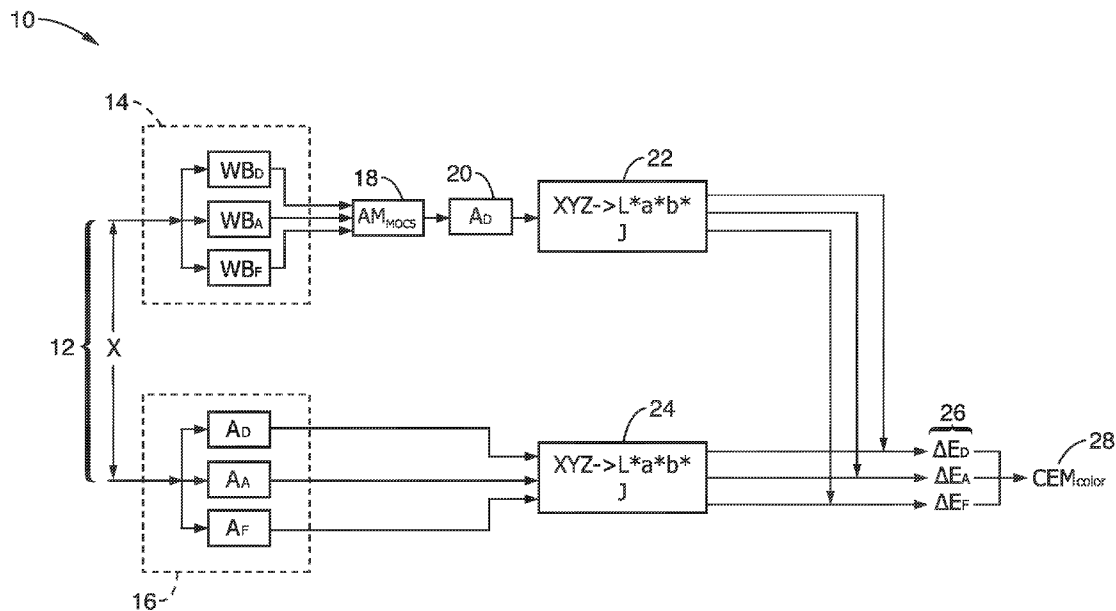 10
14
WBD
WBA
WBF
18
AMMOCS
20
AD
22
XYZ->L*a*b*
J
12
X
16
AD
AA
AF
24
XYZ->L*a*b*
J
26
ΔED
ΔEA
ΔEF
28
CEMcolor